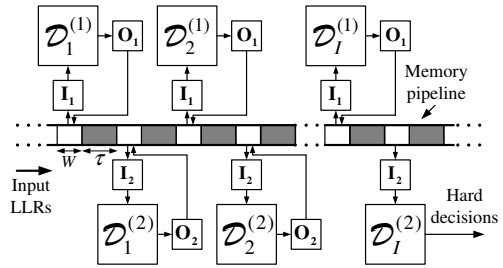 𝒟₁⁽¹⁾ O₁ 𝒟₂⁽¹⁾ O₁ 𝒟_I⁽¹⁾ O₁
I₁ I₁ I₁
Memory
pipeline
. . . . . . . . . . . .
W τ
Input
LLRs
I₂ I₂ I₂
𝒟₁⁽²⁾ O₂ 𝒟₂⁽²⁾ O₂ 𝒟_I⁽²⁾
Hard
decisions